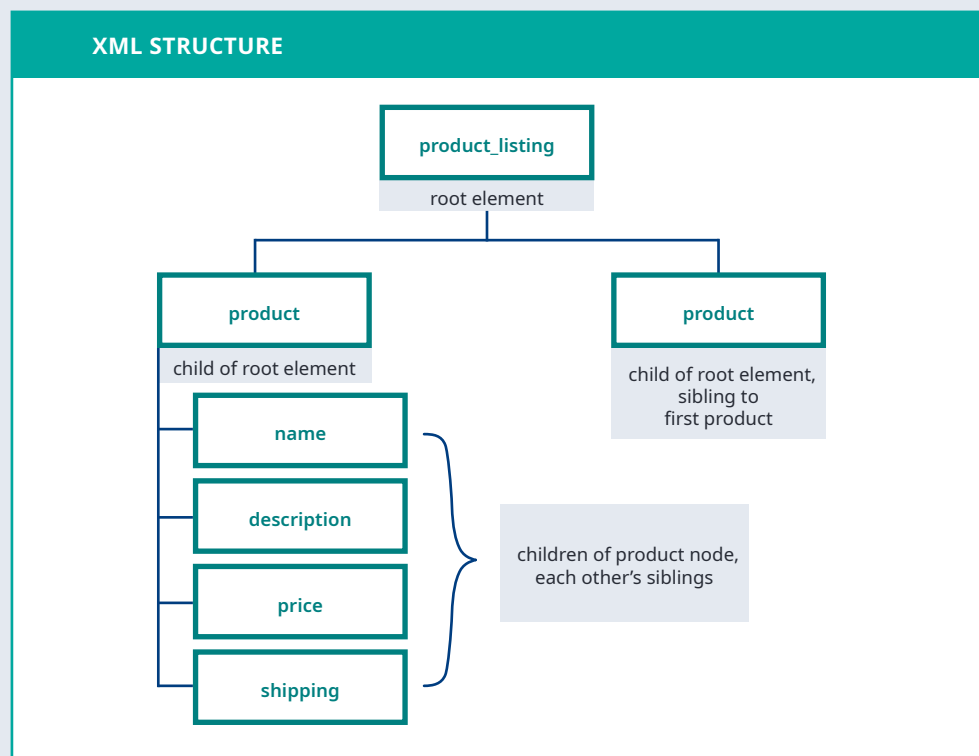 XML STRUCTURE
product_listing
root element
product
child of root element
name
description
price
shipping
children of product node,
each other’s siblings
product
child of root element,
sibling to
first product